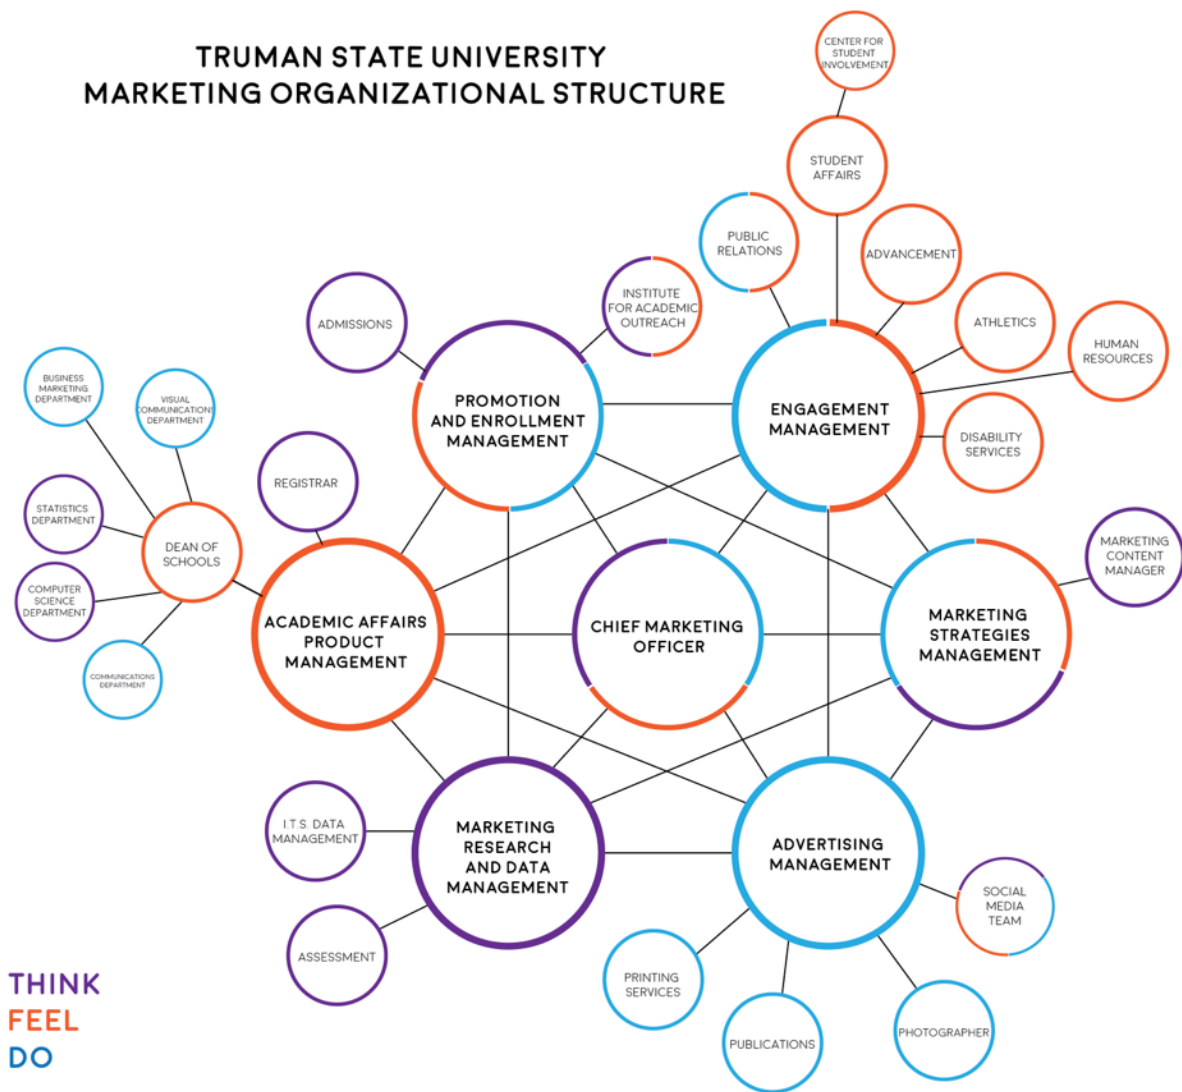 TRUMAN STATE UNIVERSITY
MARKETING ORGANIZATIONAL STRUCTURE
CENTER FOR
STUDENT
INVOLVEMENT
STUDENT
AFFAIRS
PUBLIC
RELATIONS
ADVANCEMENT
INSTITUTE
FOR ACADEMIC
OUTREACH
ADMISSIONS
ATHLETICS
HUMAN
RESOURCES
BUSINESS
MARKETING
DEPARTMENT
VISUAL
COMMUNICATIONS
DEPARTMENT
PROMOTION
AND ENROLLMENT
MANAGEMENT
ENGAGEMENT
MANAGEMENT
DISABILITY
SERVICES
REGISTRAR
STATISTICS
DEPARTMENT
DEAN OF
SCHOOLS
MARKETING
CONTENT
MANAGER
COMPUTER
SCIENCE
DEPARTMENT
ACADEMIC AFFAIRS
PRODUCT
MANAGEMENT
CHIEF MARKETING
OFFICER
MARKETING
STRATEGIES
MANAGEMENT
COMMUNICATIONS
DEPARTMENT
I.T.S. DATA
MANAGEMENT
MARKETING
RESEARCH
AND DATA
MANAGEMENT
ADVERTISING
MANAGEMENT
SOCIAL
MEDIA
TEAM
ASSESSMENT
PRINTING
SERVICES
PUBLICATIONS
PHOTOGRAPHER
THINK
FEEL
DO